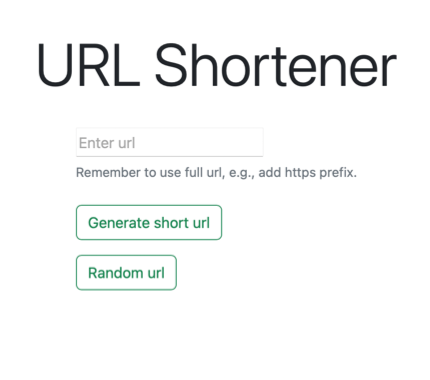 URL Shortener
Enter url
Remember to use full url, e.g., add https prefix.
Generate short url
Random url